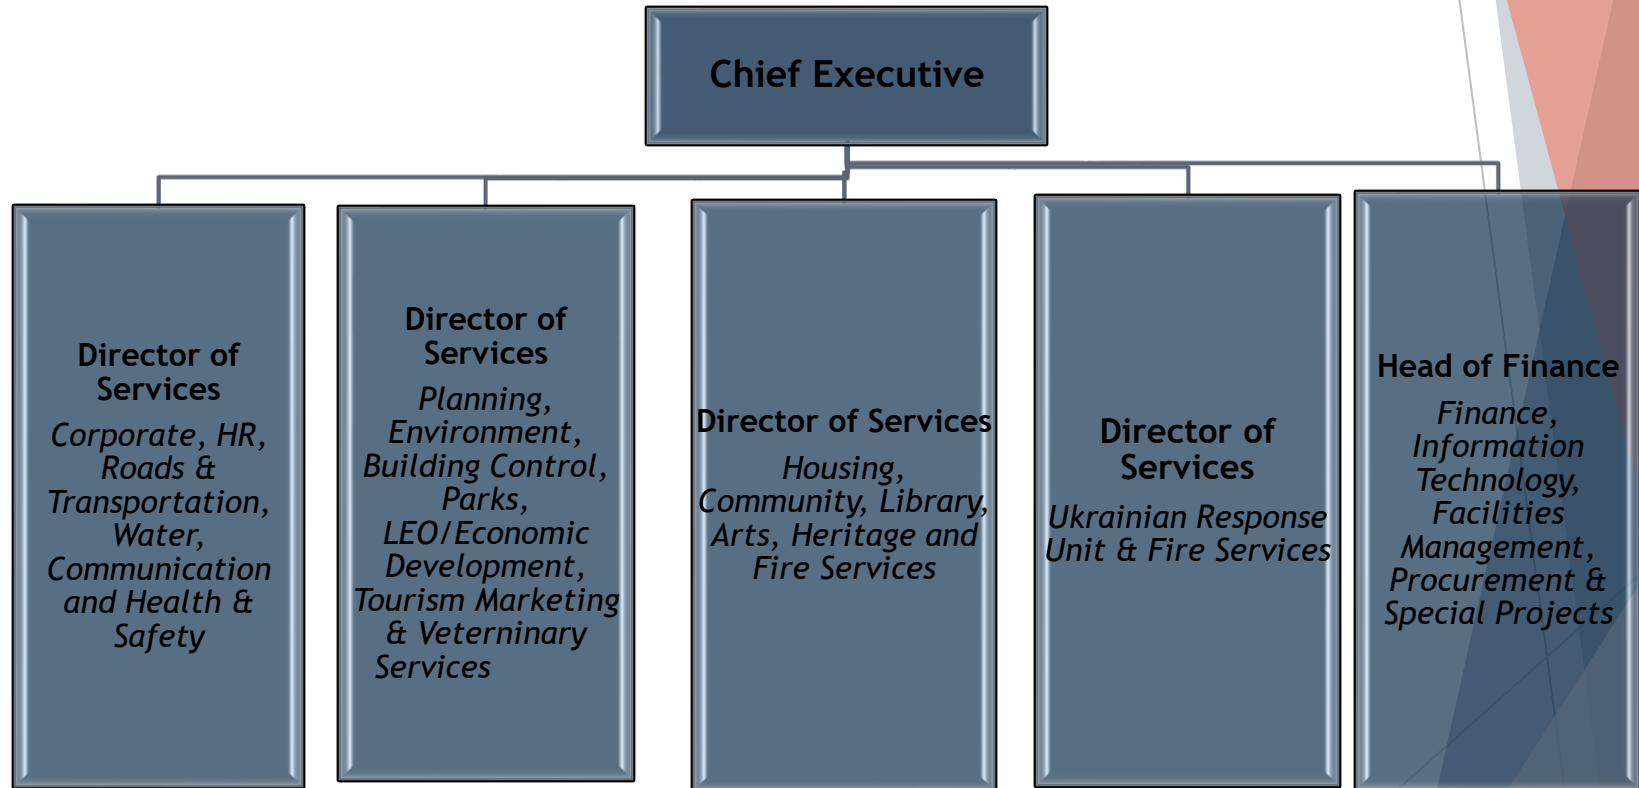 Chief Executive
Director of
Services
Corporate, HR,
Roads &
Transportation,
Water,
Communication
and Health &
Safety
Director of
Services
Planning,
Environment,
Building Control,
Parks,
LEO/Economic
Development,
Tourism Marketing
& Veterninary
Services
Director of Services
Housing,
Community, Library,
Arts, Heritage and
Fire Services
Director of
Services
Ukrainian Response
Unit & Fire Services
Head of Finance
Finance,
Information
Technology,
Facilities
Management,
Procurement &
Special Projects